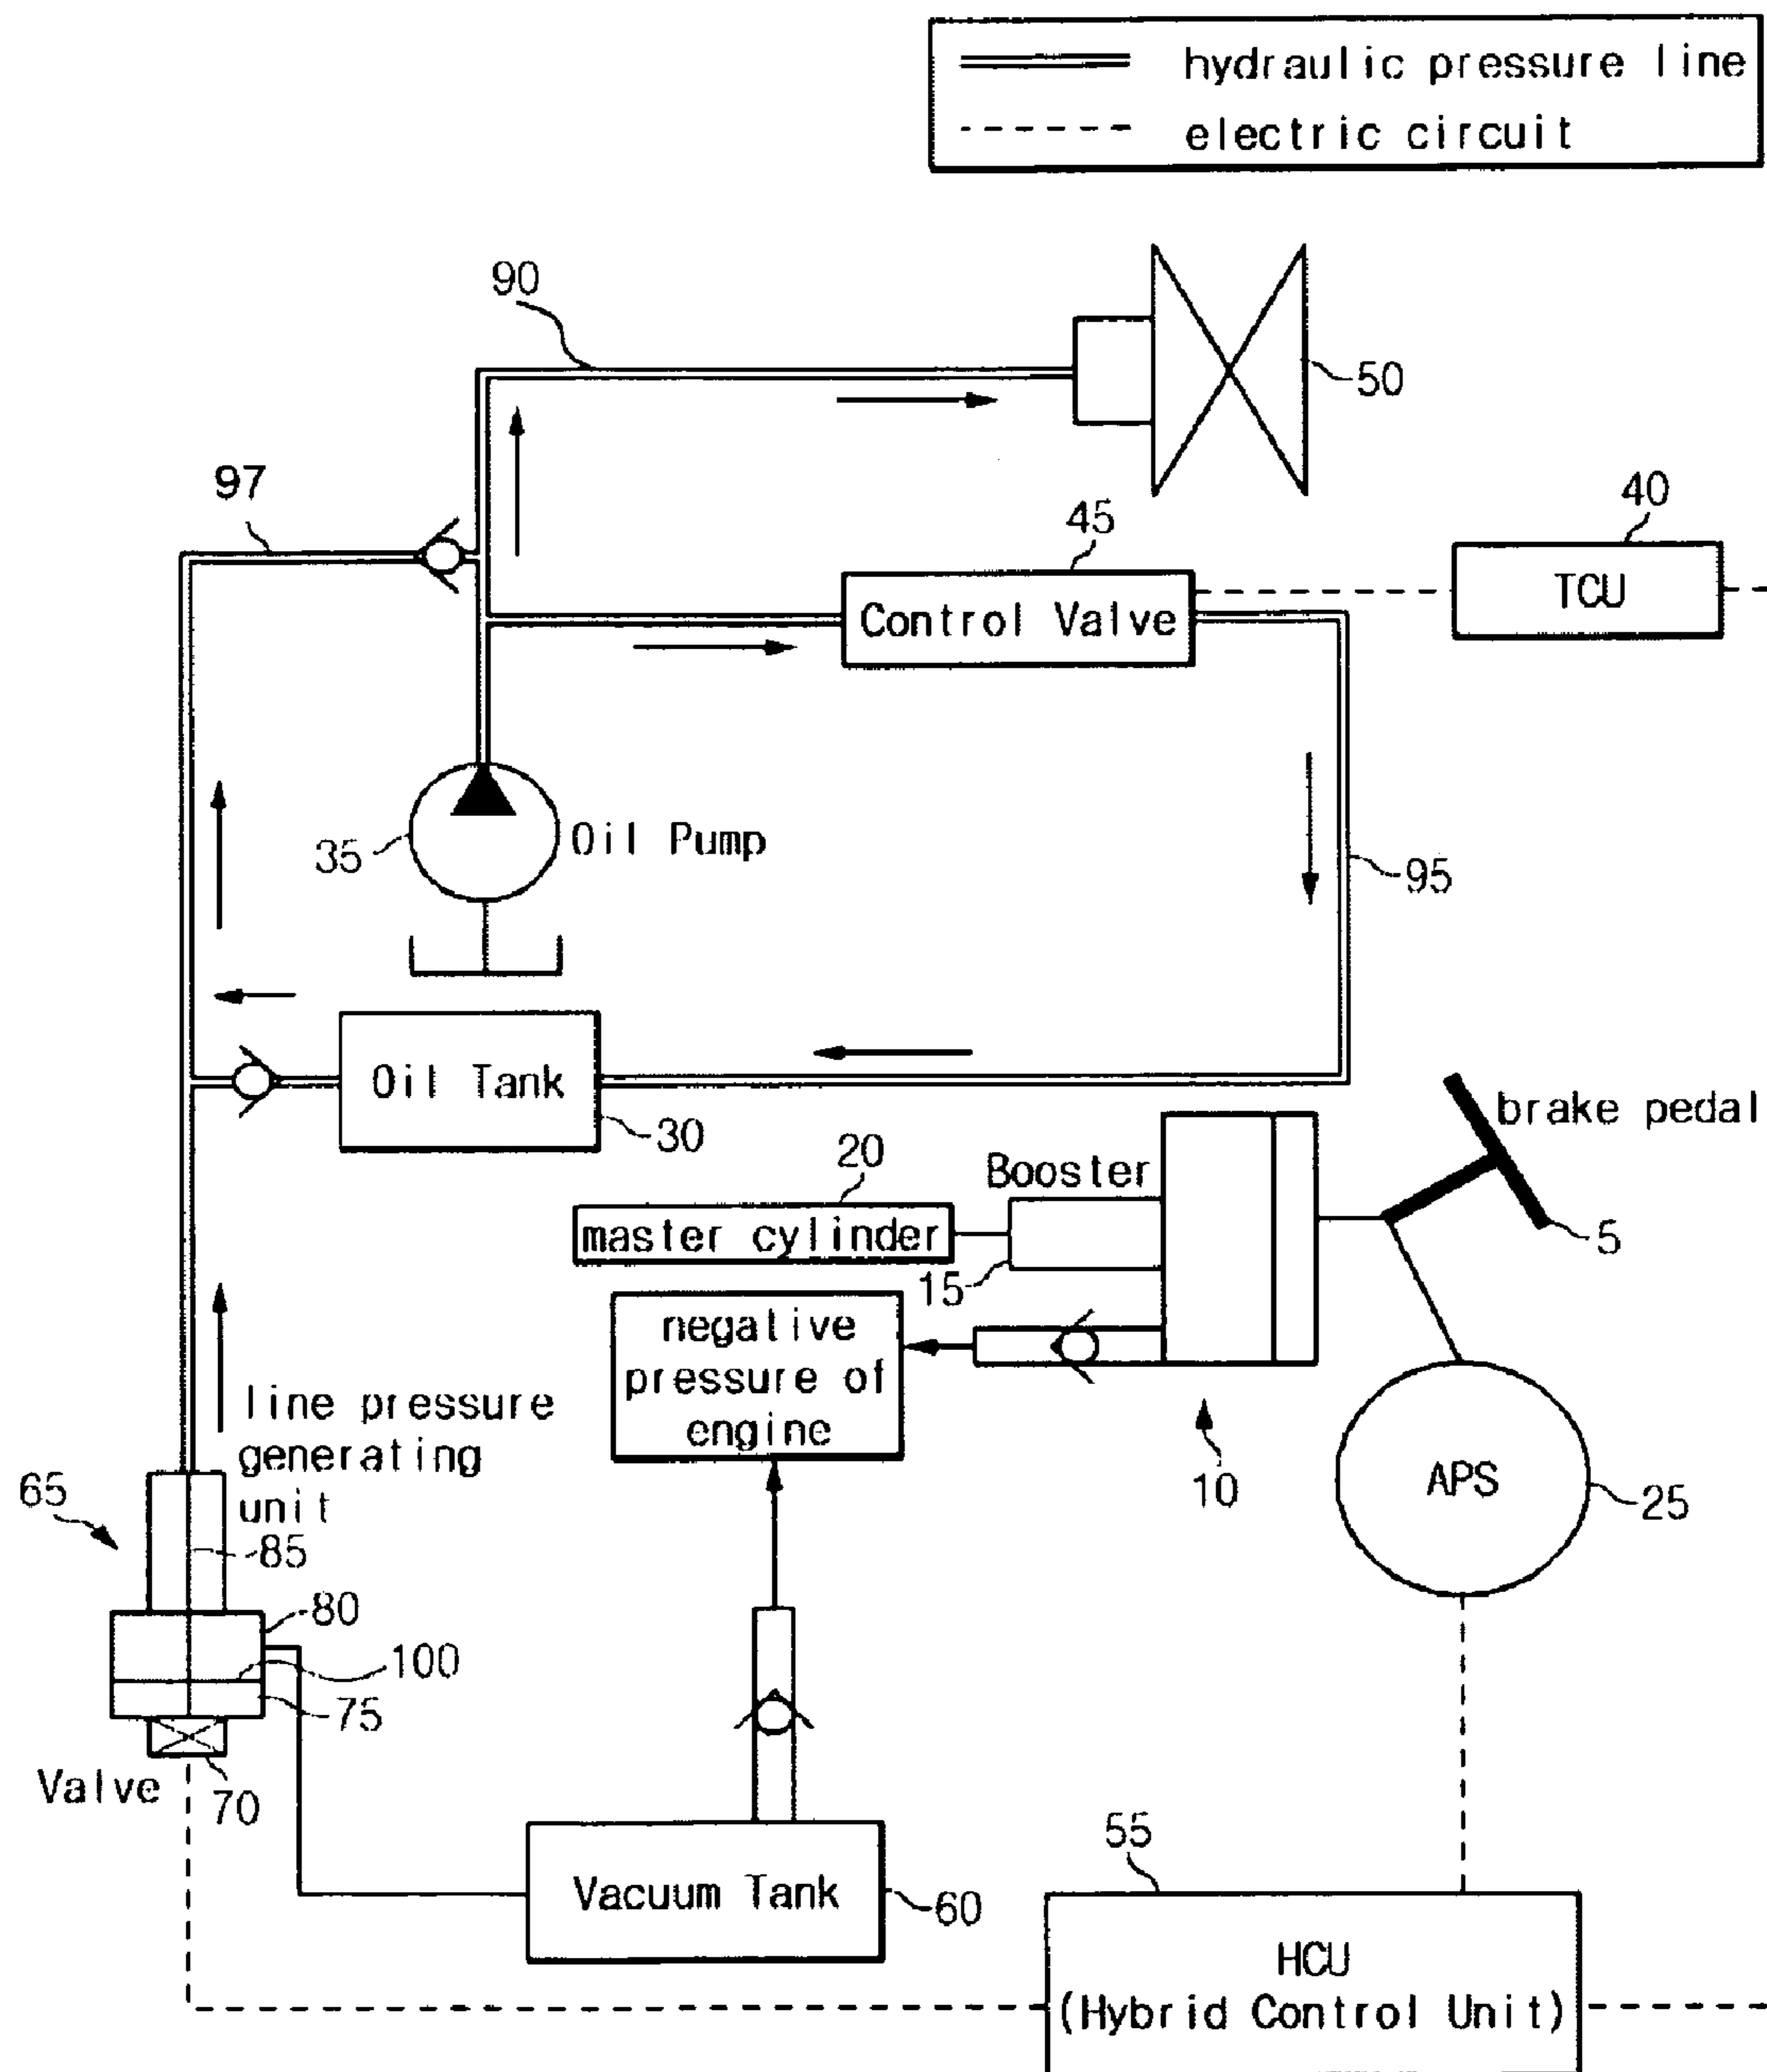 hydraulic pressure line
electric circuit
90
50
97
45
40
Control Valve
TCU
35
Oil Pump
95
Oil Tank
30
brake pedal
20
Booster
master cylinder
5
15
negative
pressure of
engine
10
line pressure
generating
unit
65
APS
25
85
80
100
75
Valve
70
Vacuum Tank
60
55
HCU
(Hybrid Control Unit)